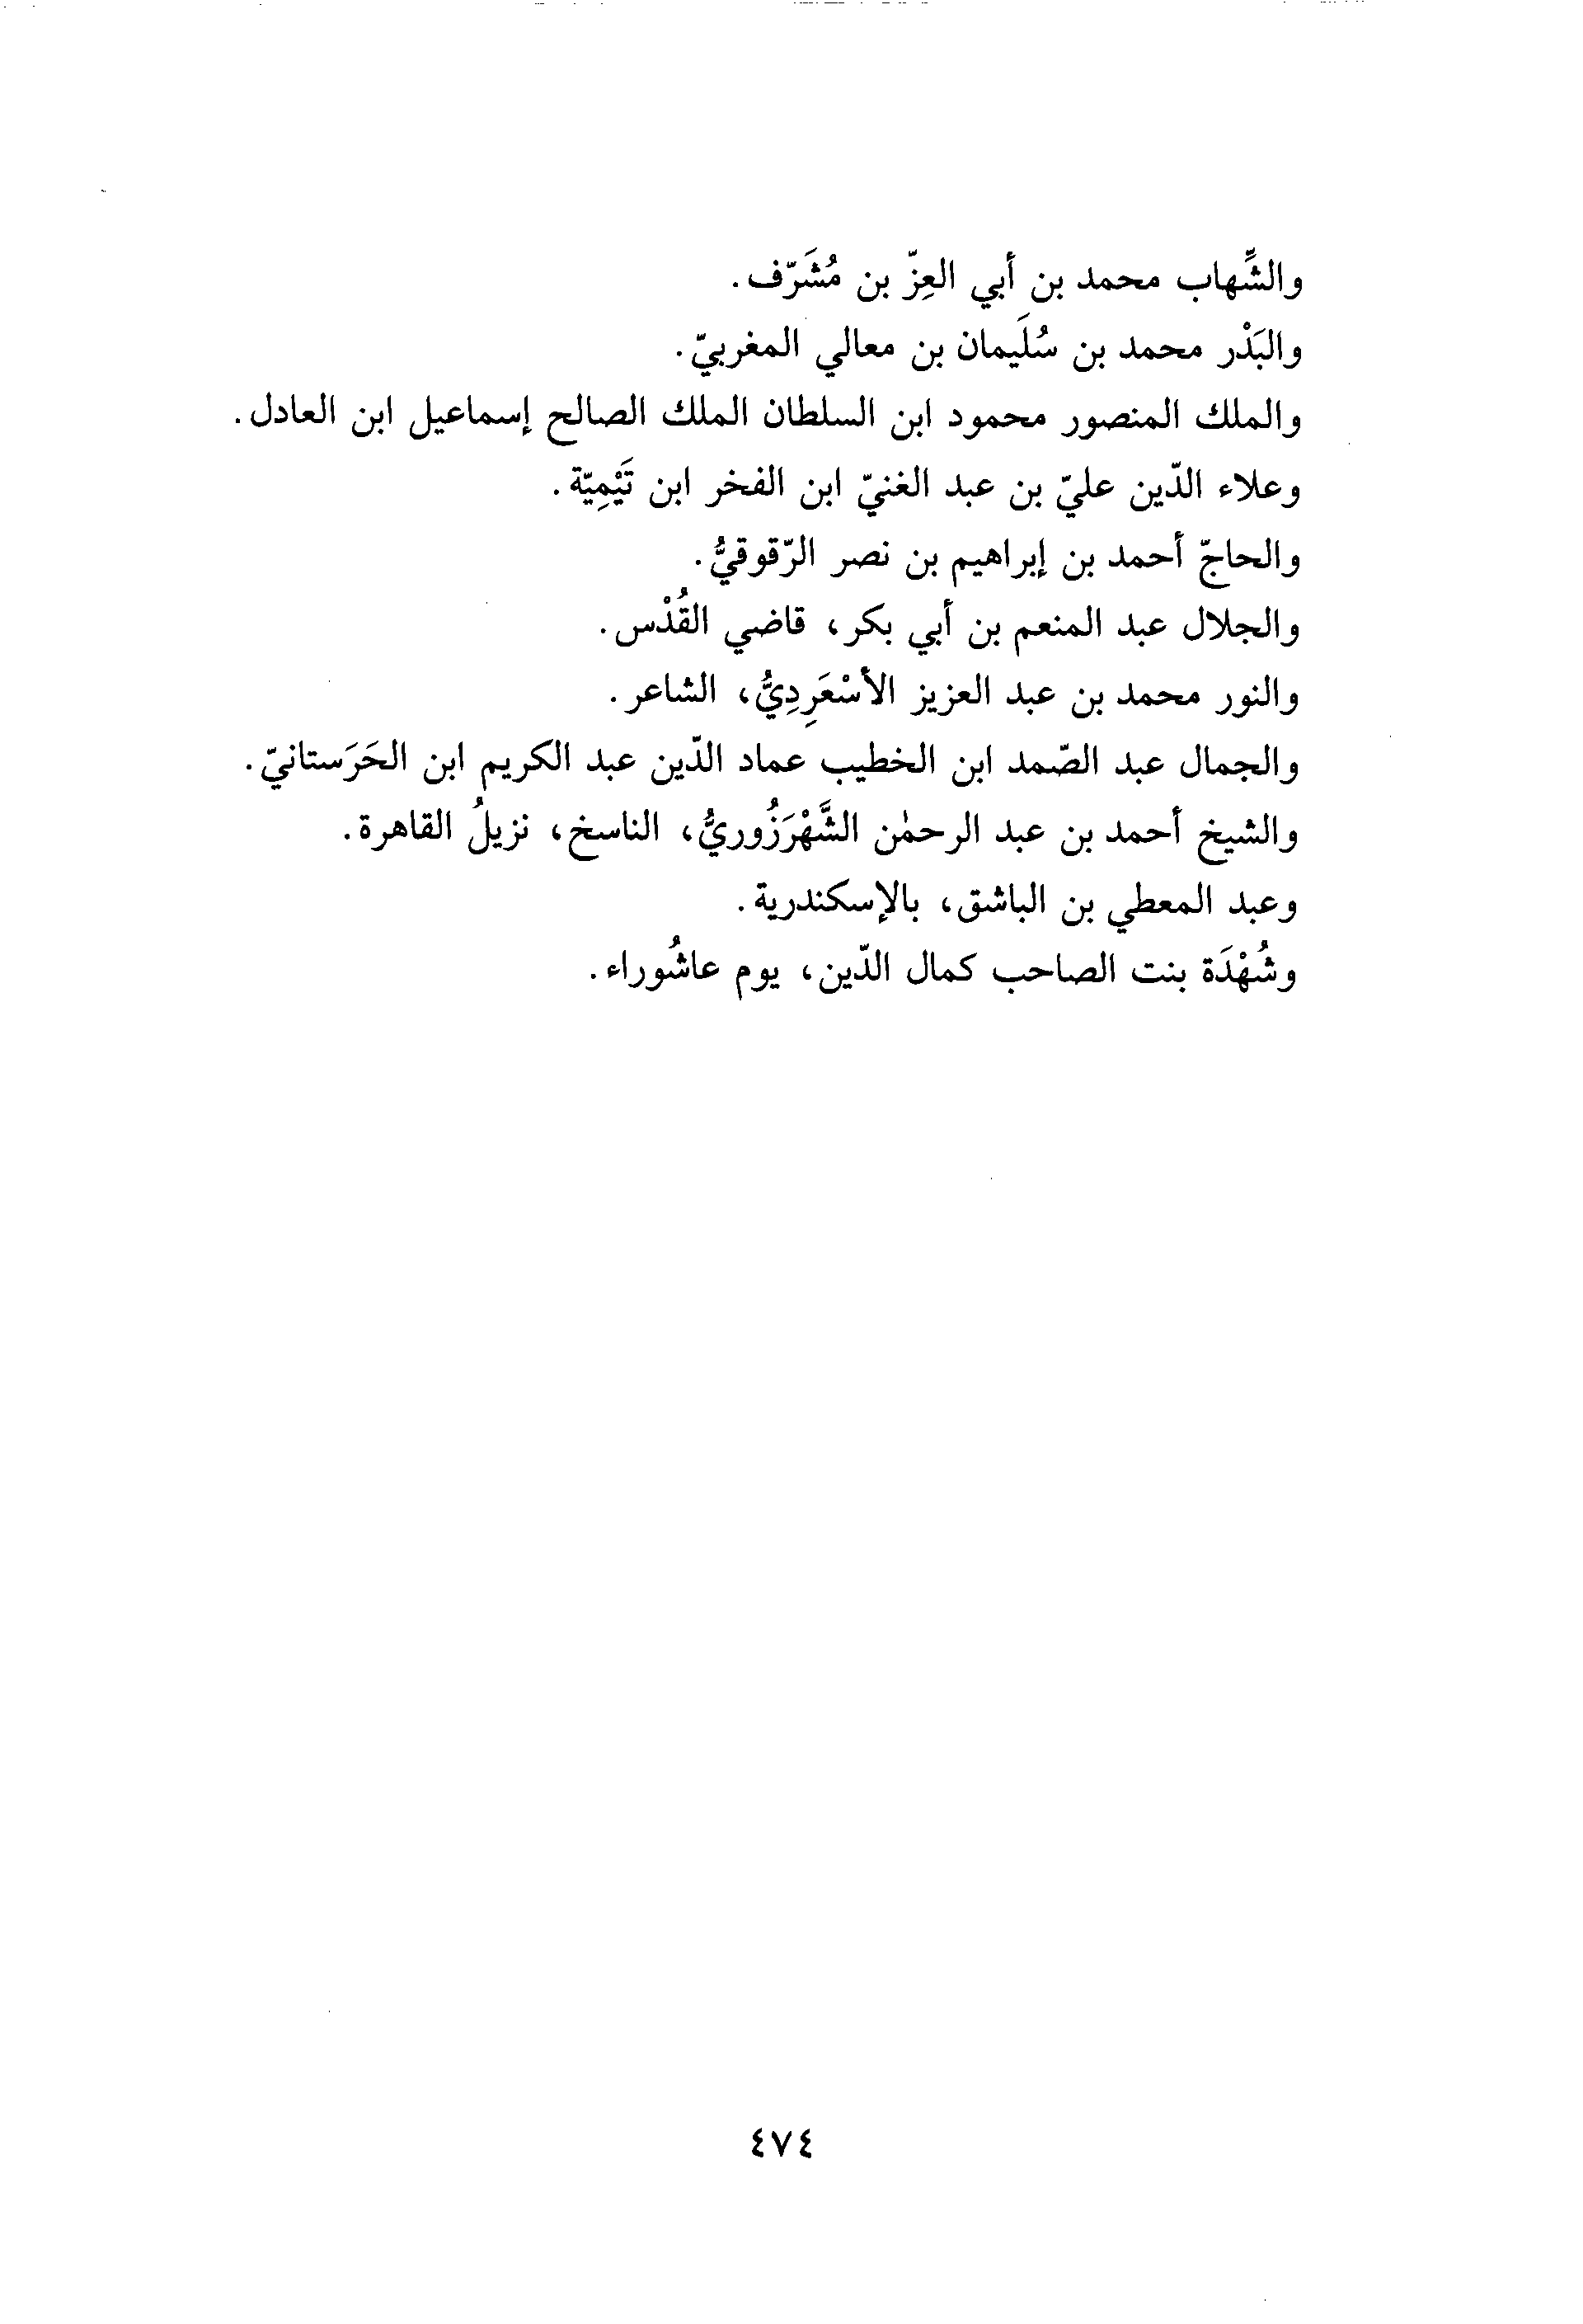 والشِّهاب محمد بن أبي العِزّ بن مُشَرّف.
والبَدْر محمد بن سُلَيمان بن معالي المغربيّ.
والملك المنصور محمود ابن السلطان الملك الصالح إسماعيل ابن العادل.
وعلاء الدّين عليّ بن عبد الغنيّ ابن الفخر ابن تَيْمِيّة.
والحاجّ أحمد بن إبراهيم بن نصر الرّقوقيُّ.
والجلال عبد المنعم بن أبي بكر، قاضي القُدْس.
والنور محمد بن عبد العزيز الأسْعَرِدِيُّ، الشاعر.
والجمال عبد الصّمد ابن الخطيب عماد الدّين عبد الكريم ابن الحَرَستانيّ.
والشيخ أحمد بن عبد الرحمٰن الشَّهْرَزُوريُّ، الناسخ، نزيلُ القاهرة.
وعبد المعطي بن الباشق، بالإسكندرية.
وشُهْدَة بنت الصاحب كمال الدّين، يوم عاشُوراء.
٤٧٤